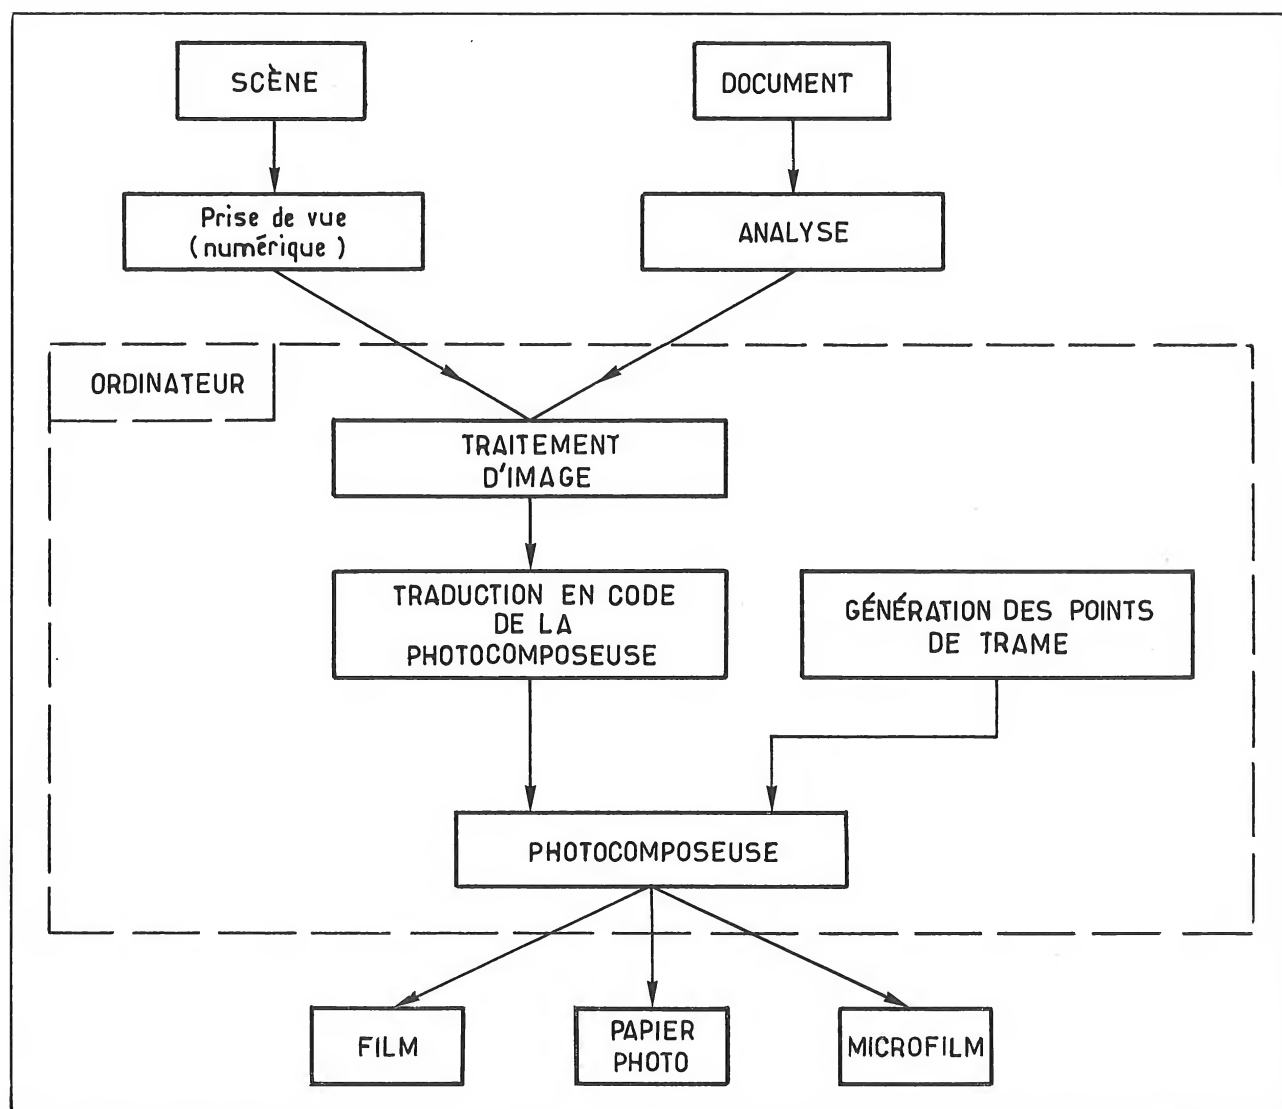 SCÈNE
DOCUMENT
Prise de vue
(numérique)
ANALYSE
ORDINATEUR
TRAITEMENT
D'IMAGE
TRADUCTION EN CODE
DE LA
PHOTOCOMPOSEUSE
GÉNÉRATION DES POINTS
DE TRAME
PHOTOCOMPOSEUSE
FILM
PAPIER
PHOTO
MICROFILM